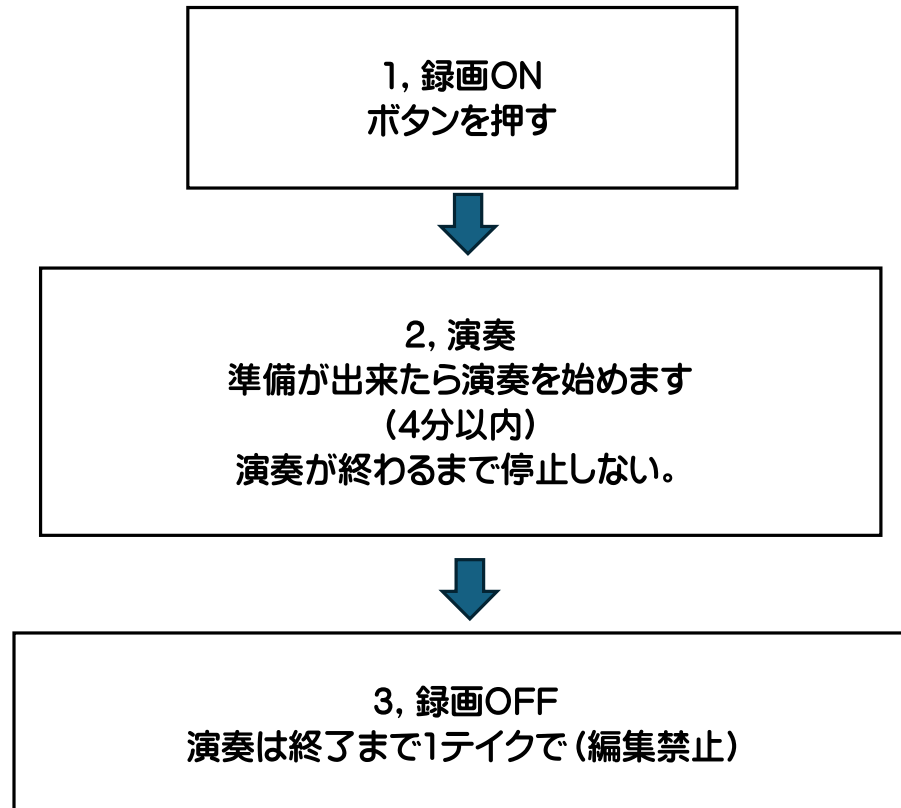 1, 録画ON
ボタンを押す
2, 演奏
準備が出来たら演奏を始めます
(4分以内)
演奏が終わるまで停止しない。
3, 録画OFF
演奏は終了まで1テイクで(編集禁止)